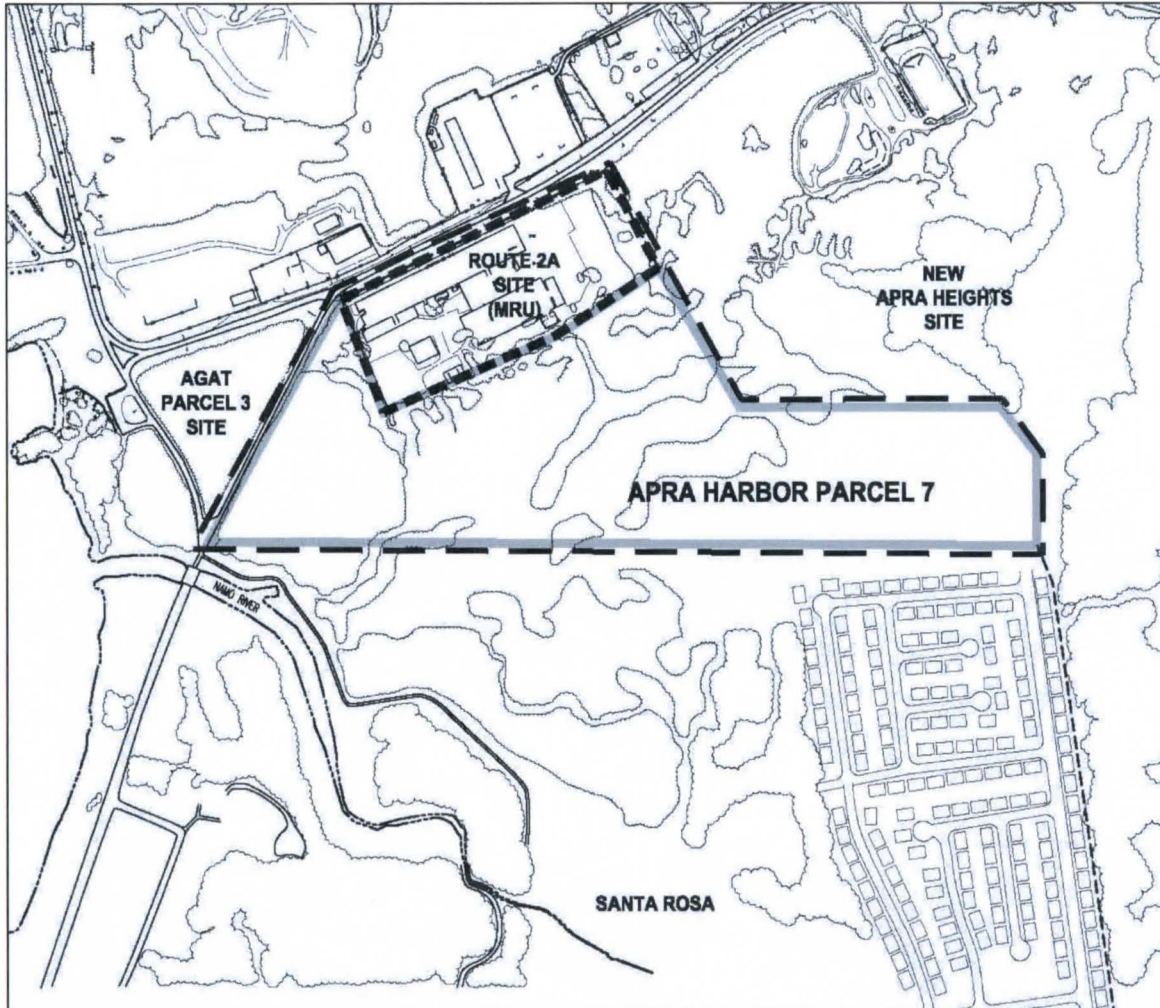 ROUTE-2A
SITE
(MRU)
NEW
APRA HEIGHTS
SITE
AGAT
PARCEL 3
SITE
APRA HARBOR PARCEL 7
NAMO RIVER
SANTA ROSA